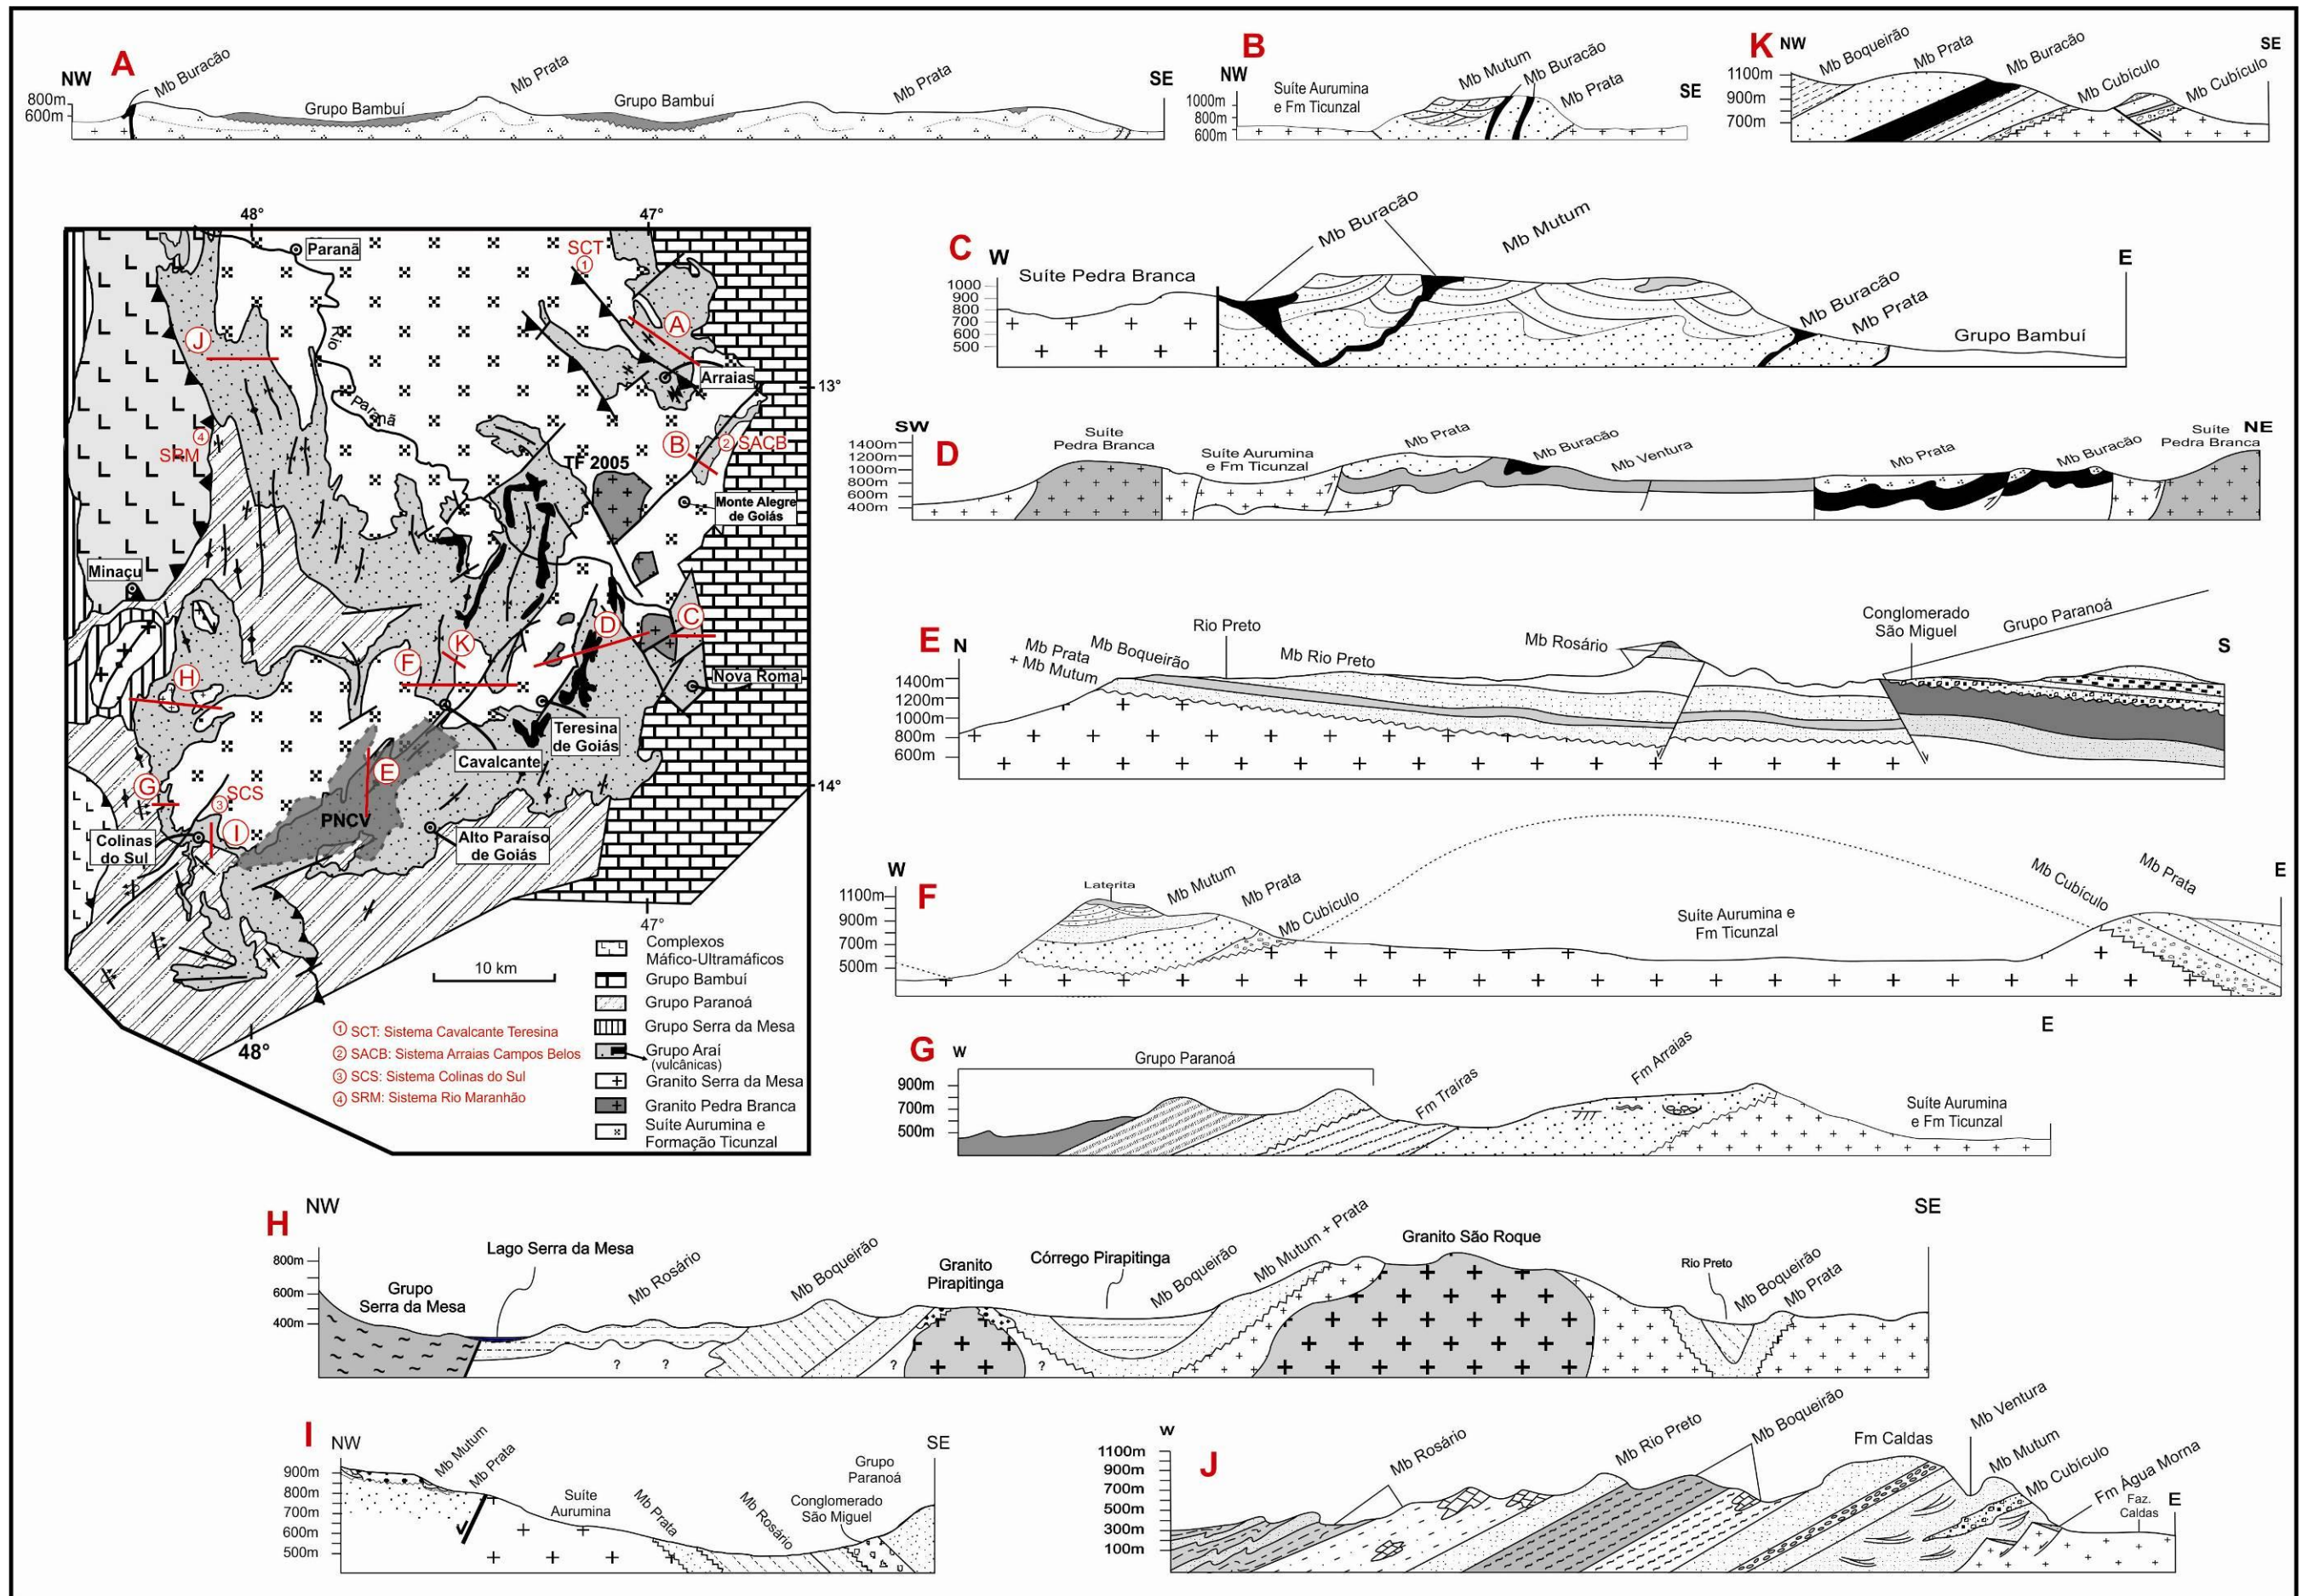 A
NW
Mb Buracão
Mb Prata
Mb Prata
SE
800m
600m
Grupo Bambuí
Grupo Bambuí
B
NW
Suíte Aurumina
e Fm Ticunzal
Mb Mutum
Mb Buracão
Mb Prata
SE
1000m
800m
600m
K
NW
Mb Boqueirão
Mb Prata
Mb Buracão
Mb Cubículo
Mb Cubículo
SE
1100m
900m
700m
48°
47°
Paranã
SCT
1
A
J
Rio
Paranã
Arraias
13°
4
SRM
B
2
SACB
TF 2005
Monte Alegre
de Goiás
Minaçu
C
D
K
F
H
Nova Roma
Teresina
de Goiás
Cavalcante
E
G
SCS
3
I
14°
PNCV
Colinas
do Sul
Alto Paraíso
de Goiás
47°
48°
10 km
Complexos
Máfico-Ultramáficos
Grupo Bambuí
Grupo Paranoá
Grupo Serra da Mesa
Grupo Araí
(vulcânicas)
Granito Serra da Mesa
Granito Pedra Branca
Suíte Aurumina e
Formação Ticunzal
1 SCT: Sistema Cavalcante Teresina
2 SACB: Sistema Arraias Campos Belos
3 SCS: Sistema Colinas do Sul
4 SRM: Sistema Rio Maranhão
C
W
Suíte Pedra Branca
Mb Buracão
Mb Mutum
Mb Buracão
Mb Prata
Grupo Bambuí
E
1000
900
800
700
600
500
D
SW
Suíte
Pedra Branca
Suíte Aurumina
e Fm Ticunzal
Mb Prata
Mb Buracão
Mb Ventura
Mb Prata
Mb Buracão
Suíte
Pedra Branca
NE
1400m
1200m
1000m
800m
600m
400m
E
N
Mb Prata
+ Mb Mutum
Mb Boqueirão
Rio Preto
Mb Rio Preto
Mb Rosário
Conglomerado
São Miguel
Grupo Paranoá
S
1400m
1200m
1000m
800m
600m
F
W
Laterita
Mb Mutum
Mb Prata
Mb Cubículo
Suíte Aurumina e
Fm Ticunzal
Mb Cubículo
Mb Prata
E
1100m
900m
700m
500m
G
W
Grupo Paranoá
Fm Traíras
Fm Arraias
Suíte Aurumina
e Fm Ticunzal
E
900m
700m
500m
H
NW
Grupo
Serra da Mesa
Lago Serra da Mesa
Mb Rosário
Mb Boqueirão
Granito
Pirapitinga
Córrego Pirapitinga
Mb Boqueirão
Mb Mutum + Prata
Granito São Roque
Rio Preto
Mb Boqueirão
Mb Prata
SE
800m
600m
400m
?
?
?
?
I
NW
Mb Mutum
Mb Prata
Suíte
Aurumina
Mb Prata
Mb Rosário
Conglomerado
São Miguel
Grupo
Paranoá
SE
900m
800m
700m
600m
500m
J
W
Mb Rosário
Mb Rio Preto
Mb Boqueirão
Fm Caldas
Mb Ventura
Mb Mutum
Mb Cubículo
Fm Água Morna
Faz.
Caldas
E
1100m
900m
700m
500m
300m
100m